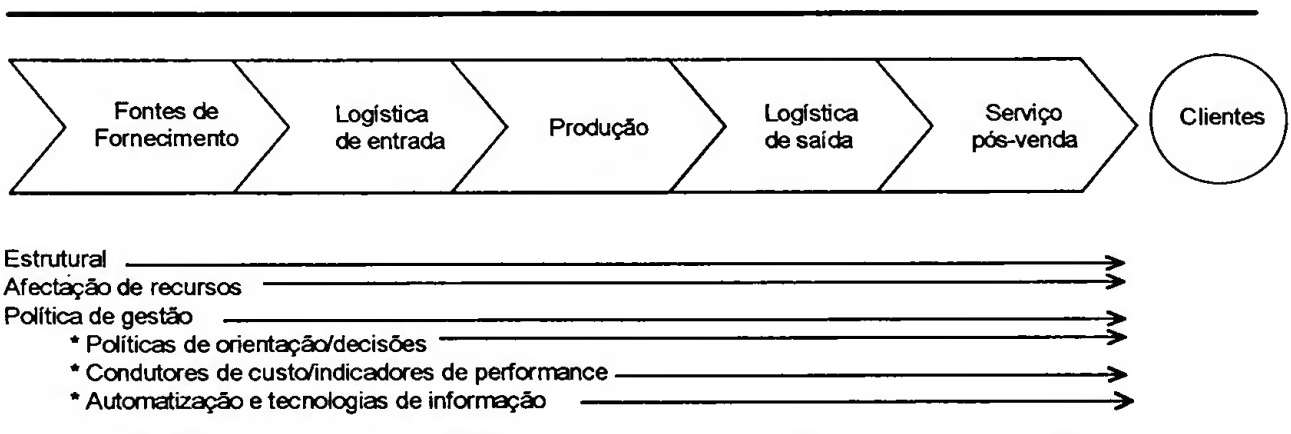 Fontes de
Fornecimento
Logística
de entrada
Produção
Logística
de saída
Serviço
pós-venda
Clientes
Estrutural
Afectação de recursos
Política de gestão
* Políticas de orientação/decisões
* Condutores de custo/indicadores de performance
* Automatização e tecnologias de informação